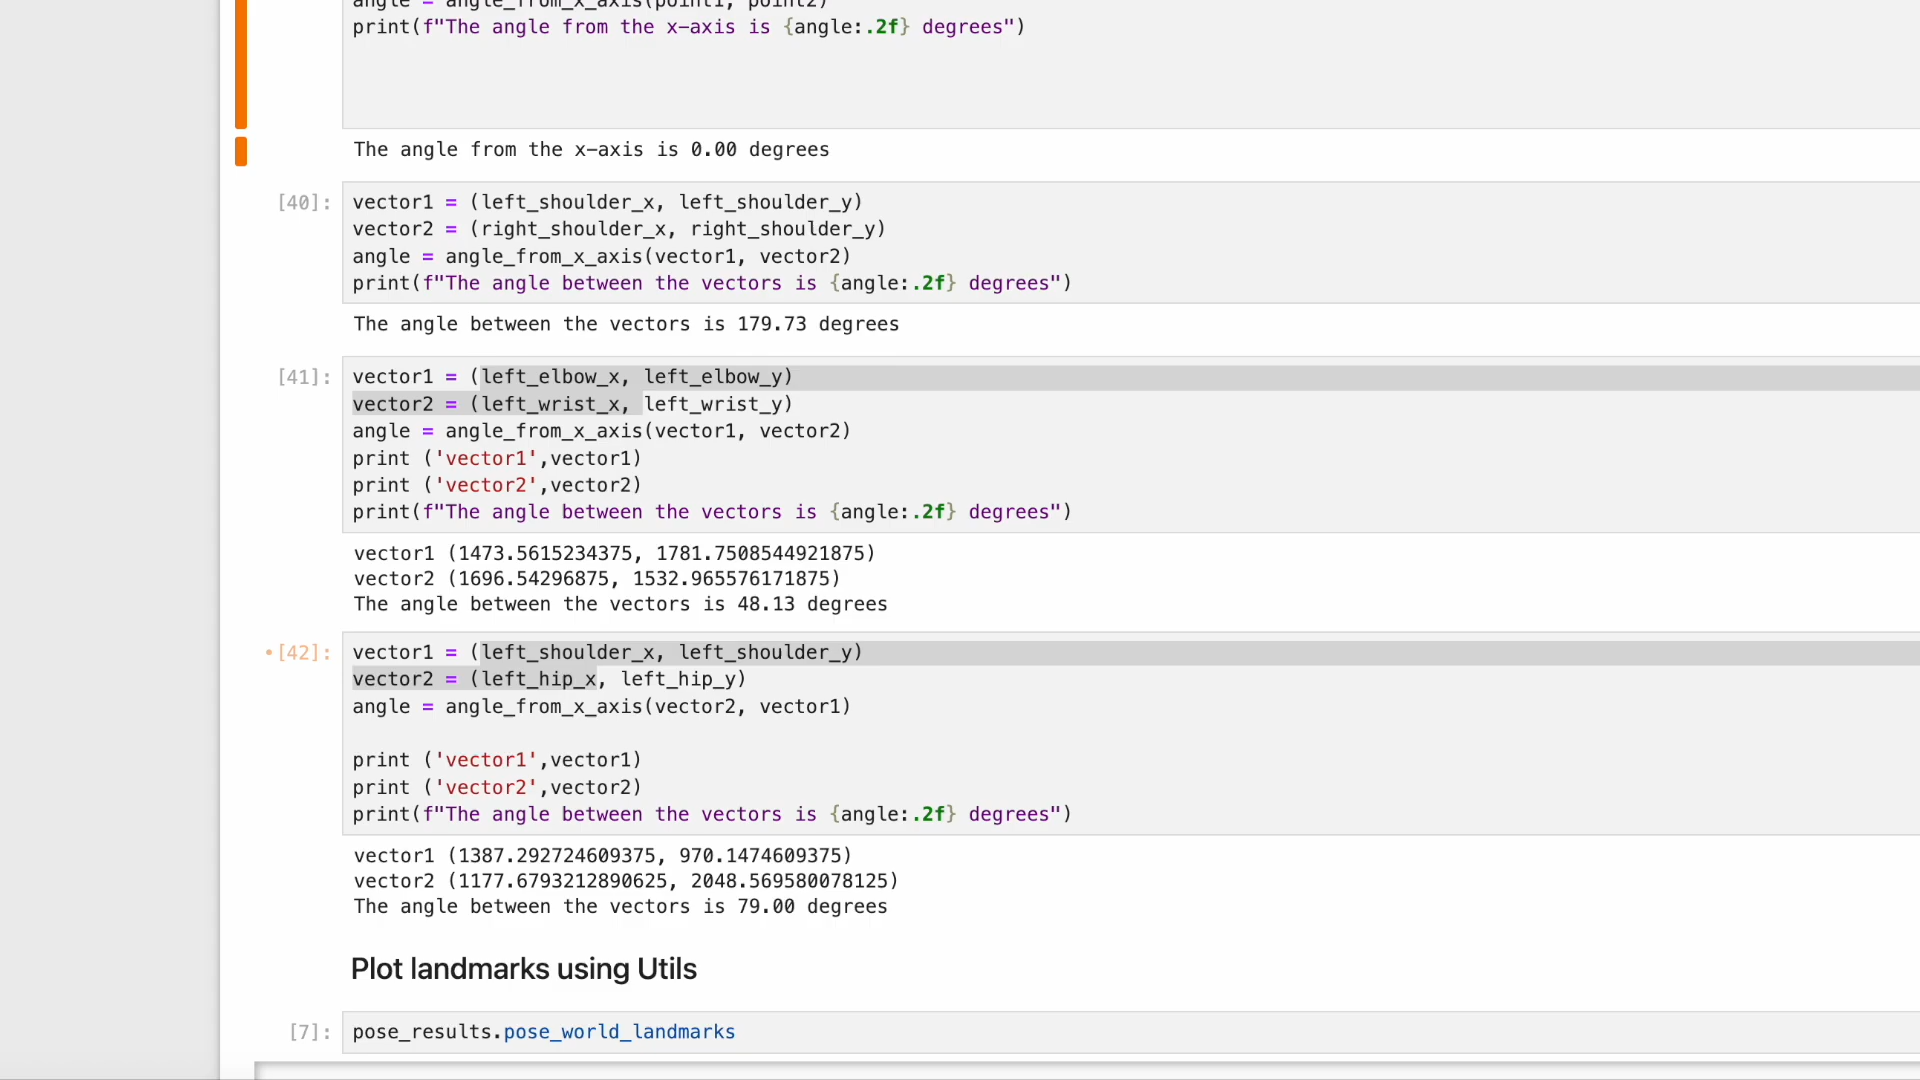 angle = angle_from_x_axis(point1, point2)
print(f"The angle from the x-axis is {angle:.2f} degrees")
The angle from the x-axis is 0.00 degrees
[40]:
vector1 = (left_shoulder_x, left_shoulder_y)
vector2 = (right_shoulder_x, right_shoulder_y)
angle = angle_from_x_axis(vector1, vector2)
print(f"The angle between the vectors is {angle:.2f} degrees")
The angle between the vectors is 179.73 degrees
[41]:
vector1 = (left_elbow_x, left_elbow_y)
vector2 = (left_wrist_x, left_wrist_y)
angle = angle_from_x_axis(vector1, vector2)
print ('vector1',vector1)
print ('vector2',vector2)
print(f"The angle between the vectors is {angle:.2f} degrees")
vector1 (1473.5615234375, 1781.7508544921875)
vector2 (1696.54296875, 1532.965576171875)
The angle between the vectors is 48.13 degrees
•[42]:
vector1 = (left_shoulder_x, left_shoulder_y)
vector2 = (left_hip_x, left_hip_y)
angle = angle_from_x_axis(vector2, vector1)
print ('vector1',vector1)
print ('vector2',vector2)
print(f"The angle between the vectors is {angle:.2f} degrees")
vector1 (1387.292724609375, 970.1474609375)
vector2 (1177.6793212890625, 2048.569580078125)
The angle between the vectors is 79.00 degrees
Plot landmarks using Utils
[7]:
pose_results.pose_world_landmarks